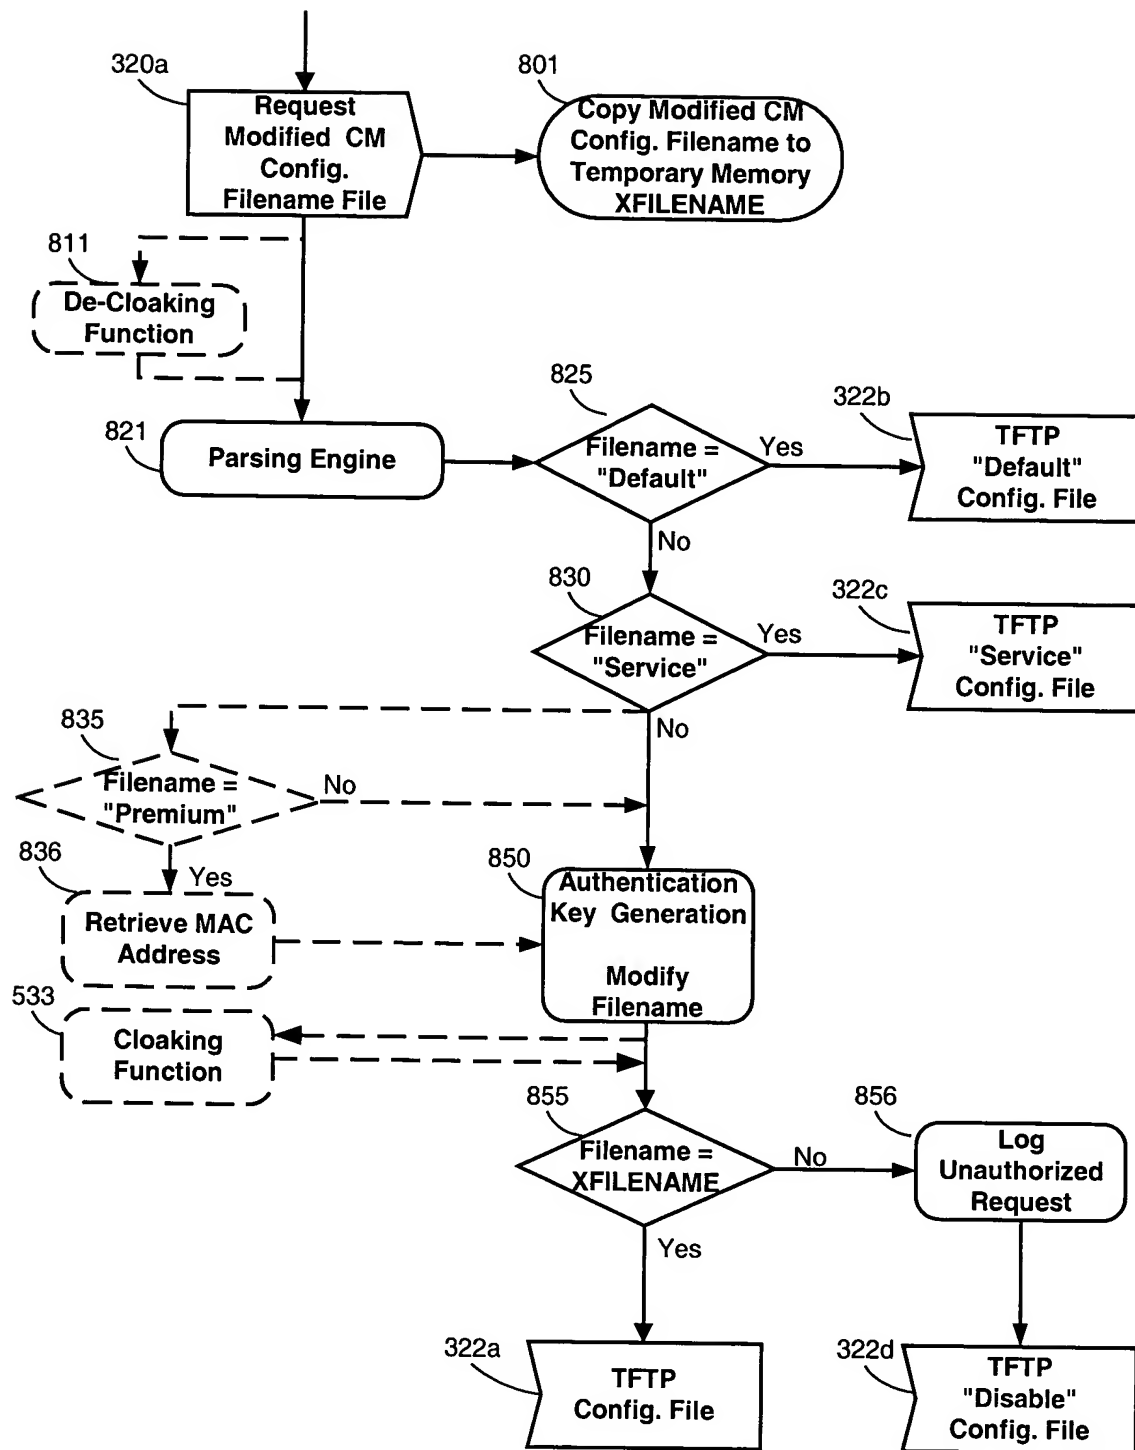 320a
Request
Modified CM
Config.
Filename File
801
Copy Modified CM
Config. Filename to
Temporary Memory
XFILENAME
811
De-Cloaking
Function
821
Parsing Engine
825
Filename =
"Default"
Yes
No
322b
TFTP
"Default"
Config. File
830
Filename =
"Service"
Yes
No
322c
TFTP
"Service"
Config. File
835
Filename =
"Premium"
No
Yes
836
Retrieve MAC
Address
850
Authentication
Key Generation
Modify
Filename
533
Cloaking
Function
855
Filename =
XFILENAME
No
Yes
856
Log
Unauthorized
Request
322a
TFTP
Config. File
322d
TFTP
"Disable"
Config. File